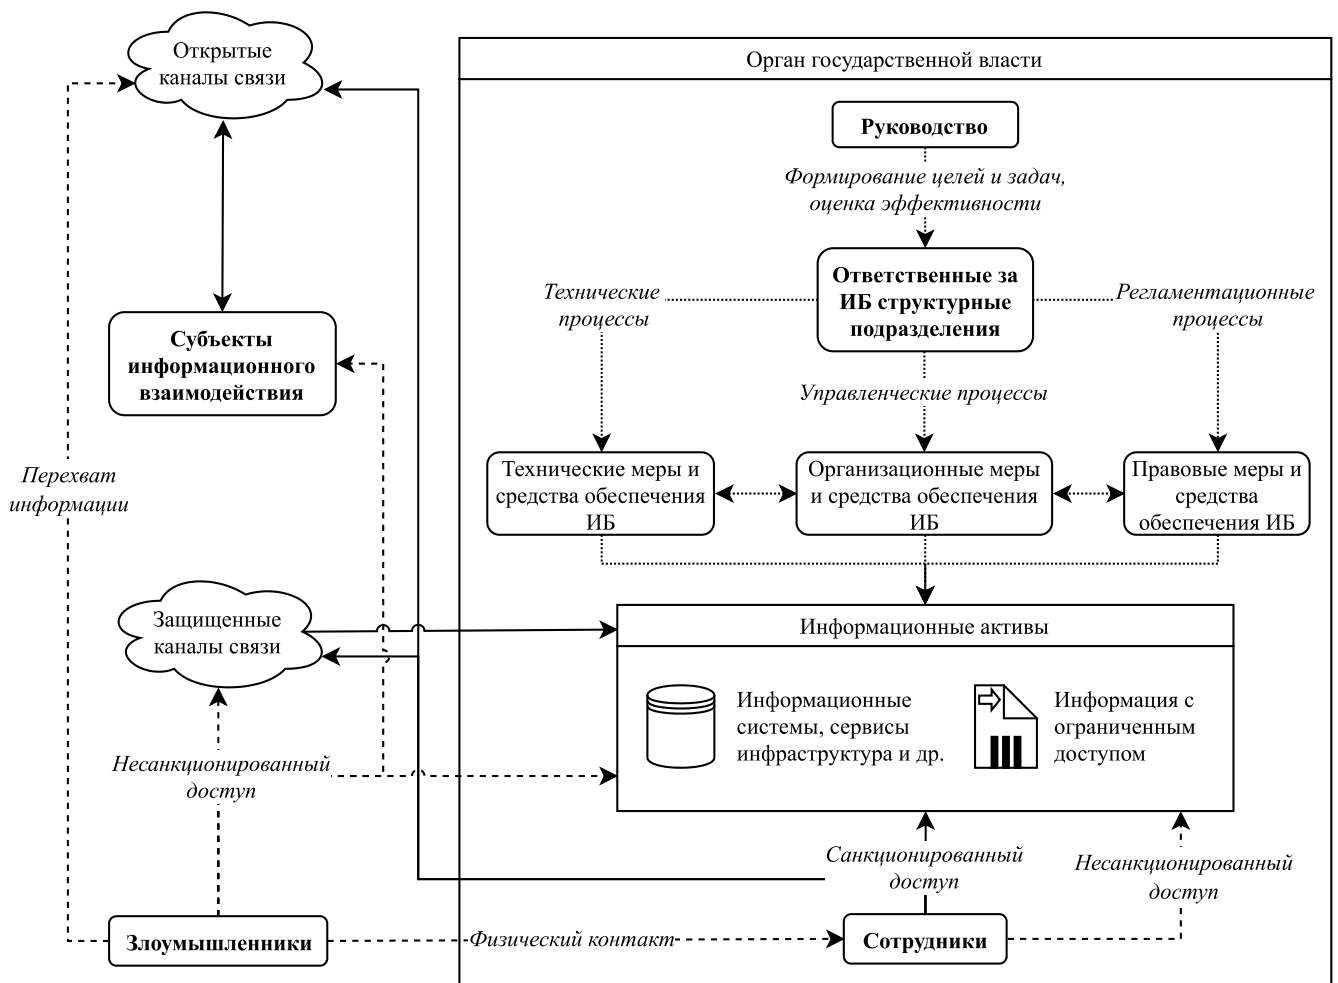 Открытые
каналы связи
Орган государственной власти
Руководство
Формирование целей и задач,
оценка эффективности
Ответственные за
ИБ структурные
подразделения
Технические
процессы
Регламентационные
процессы
Управленческие процессы
Субъекты
информационного
взаимодействия
Технические меры и
средства обеспечения
ИБ
Организационные меры
и средства обеспечения
ИБ
Правовые меры и
средства
обеспечения ИБ
Перехват
информации
Защищенные
каналы связи
Информационные активы
Информационные
системы, сервисы
инфраструктура и др.
Информация с
ограниченным
доступом
Несанкционированный
доступ
Санкционированный
доступ
Несанкционированный
доступ
Злоумышленники
Физический контакт
Сотрудники